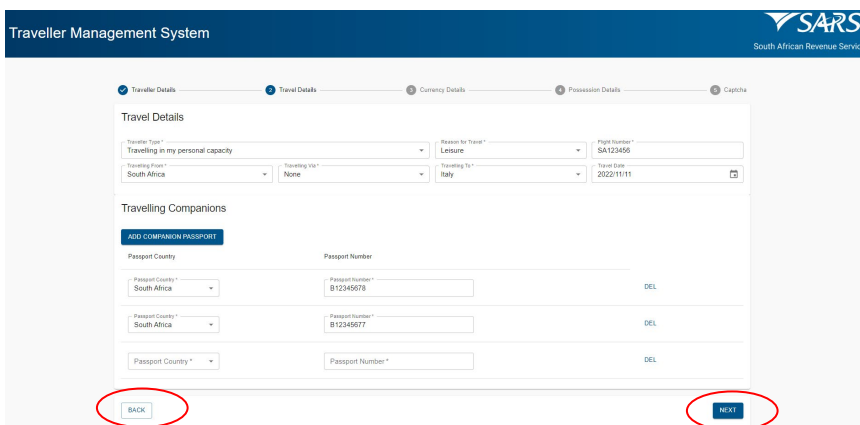 Traveller Management System
SARS
South African Revenue Servic
Traveller Details
2 Travel Details
3 Currency Details
4 Possession Details
5 Captcha
Travel Details
Traveller Type *
Travelling in my personal capacity
Reason for Travel *
Leisure
Flight Number *
SA123456
Travelling From *
South Africa
Travelling Via *
None
Travelling To *
Italy
Travel Date
2022/11/11
Travelling Companions
ADD COMPANION PASSPORT
Passport Country
Passport Number
Passport Country *
South Africa
Passport Number *
B12345678
DEL
Passport Country *
South Africa
Passport Number *
B12345677
DEL
Passport Country *
Passport Number *
DEL
BACK
NEXT